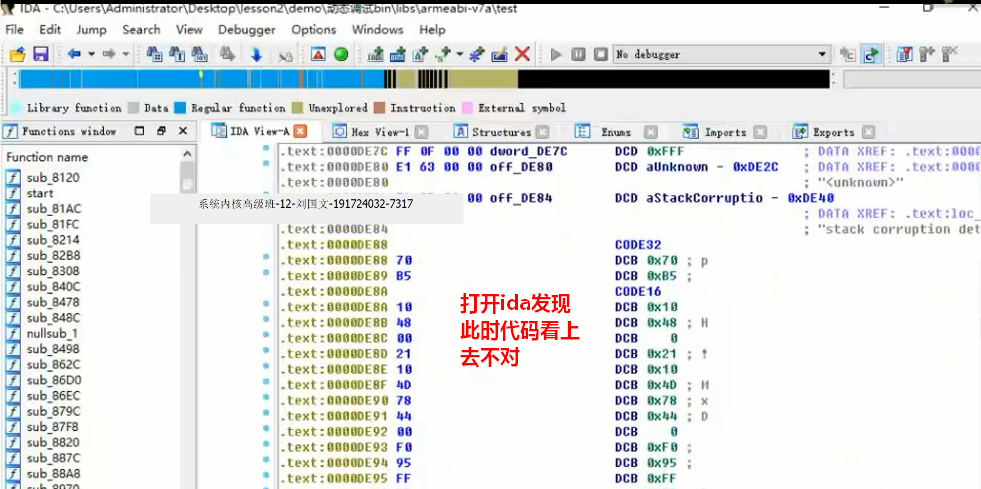 IDA - C:\Users\Administrator\Desktop\lesson2\demo\动态调试bin\libs\armeabi-v7a\test
File Edit Jump Search View Debugger Options Windows Help
No debugger
Library function Data Regular function Unexplored Instruction External symbol
Functions window
IDA View-A Hex View-1 Structures Enums Imports Exports
Function name
sub_8120
start
sub_81AC
sub_81FC
sub_8214
sub_82B8
sub_8308
sub_840C
sub_8478
sub_848C
nullsub_1
sub_8498
sub_862C
sub_86D0
sub_86EC
sub_879C
sub_87F8
sub_8820
sub_887C
sub_88A8
.text:0000DE7C FF 0F 00 00 dword_DE7C DCD 0xFFF ; DATA XREF: .text:0000
.text:0000DE80 E1 63 00 00 off_DE80 DCD aUnknown - 0xDE2C ; DATA XREF: .text:0000
.text:0000DE80 ; "<unknown>"
系统内核高级班-12-刘国文-191724032-7317
00 00 off_DE84 DCD aStackCorruptio - 0xDE40
; DATA XREF: .text:loc_
.text:0000DE84 ; "stack corruption det
.text:0000DE88 CODE32
.text:0000DE88 70 DCB 0x70 ; p
.text:0000DE89 B5 DCB 0xB5 ;
.text:0000DE8A CODE16
.text:0000DE8A 10 DCB 0x10
.text:0000DE8B 48 DCB 0x48 ; H
.text:0000DE8C 00 DCB 0
.text:0000DE8D 21 DCB 0x21 ; !
.text:0000DE8E 10 DCB 0x10
.text:0000DE8F 4D DCB 0x4D ; M
.text:0000DE90 78 DCB 0x78 ; x
.text:0000DE91 44 DCB 0x44 ; D
.text:0000DE92 00 DCB 0
.text:0000DE93 F0 DCB 0xF0 ;
.text:0000DE94 95 DCB 0x95 ;
.text:0000DE95 FF DCB 0xFF
打开ida发现
此时代码看上
去不对